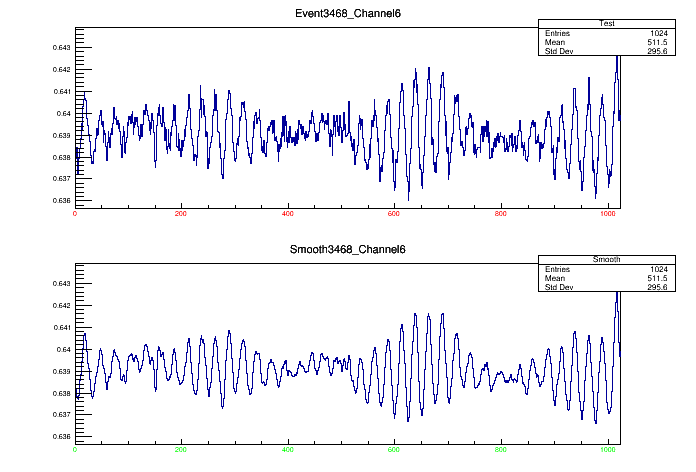 Event3468_Channel6
Test
Entries 1024
Mean 511.5
Std Dev 295.6
0.643
0.642
0.641
0.64
0.639
0.638
0.637
0.636
0 200 400 600 800 1000
Smooth3468_Channel6
Smooth
Entries 1024
Mean 511.5
Std Dev 295.6
0.643
0.642
0.641
0.64
0.639
0.638
0.637
0.636
0 200 400 600 800 1000